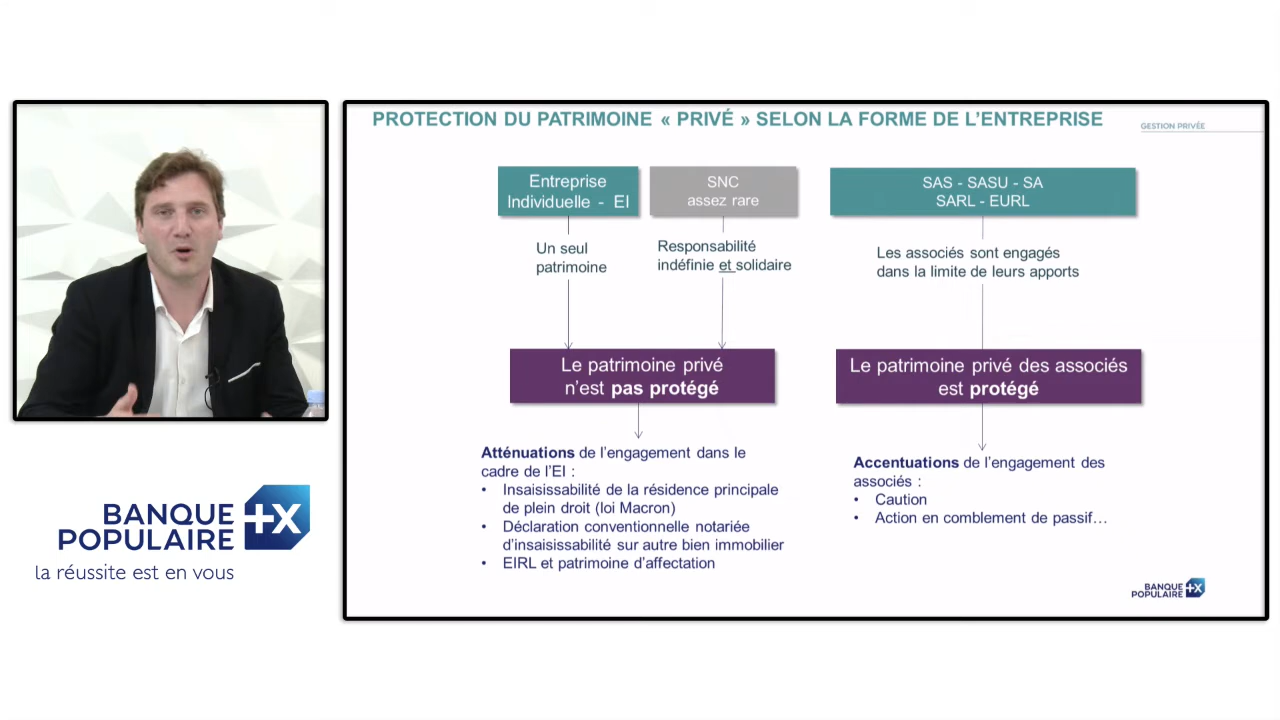 PROTECTION DU PATRIMOINE « PRIVÉ » SELON LA FORME DE L'ENTREPRISE
GESTION PRIVÉE
Entreprise
Individuelle - EI
SNC
assez rare
SAS - SASU - SA
SARL - EURL
Un seul
patrimoine
Responsabilité
indéfinie et solidaire
Les associés sont engagés
dans la limite de leurs apports
Le patrimoine privé
n'est pas protégé
Le patrimoine privé des associés
est protégé
Atténuations de l'engagement dans le
cadre de l'EI :
• Insaisissabilité de la résidence principale
de plein droit (loi Macron)
• Déclaration conventionnelle notariée
d'insaisissabilité sur autre bien immobilier
• EIRL et patrimoine d'affectation
Accentuations de l'engagement des
associés :
• Caution
• Action en comblement de passif…
BANQUE
POPULAIRE
+X
BANQUE
POPULAIRE
+X
la réussite est en vous